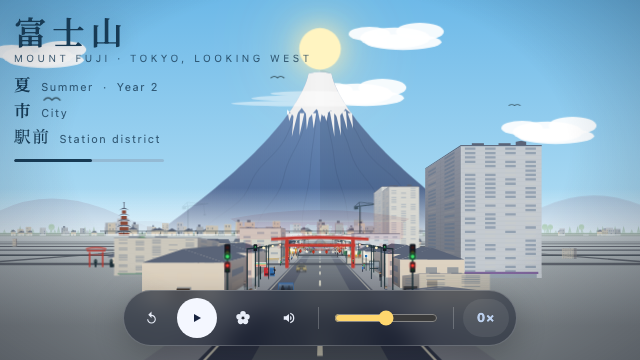 富士山
MOUNT FUJI · TOKYO, LOOKING WEST
夏 Summer · Year 2
市 City
駅前 Station district
0×